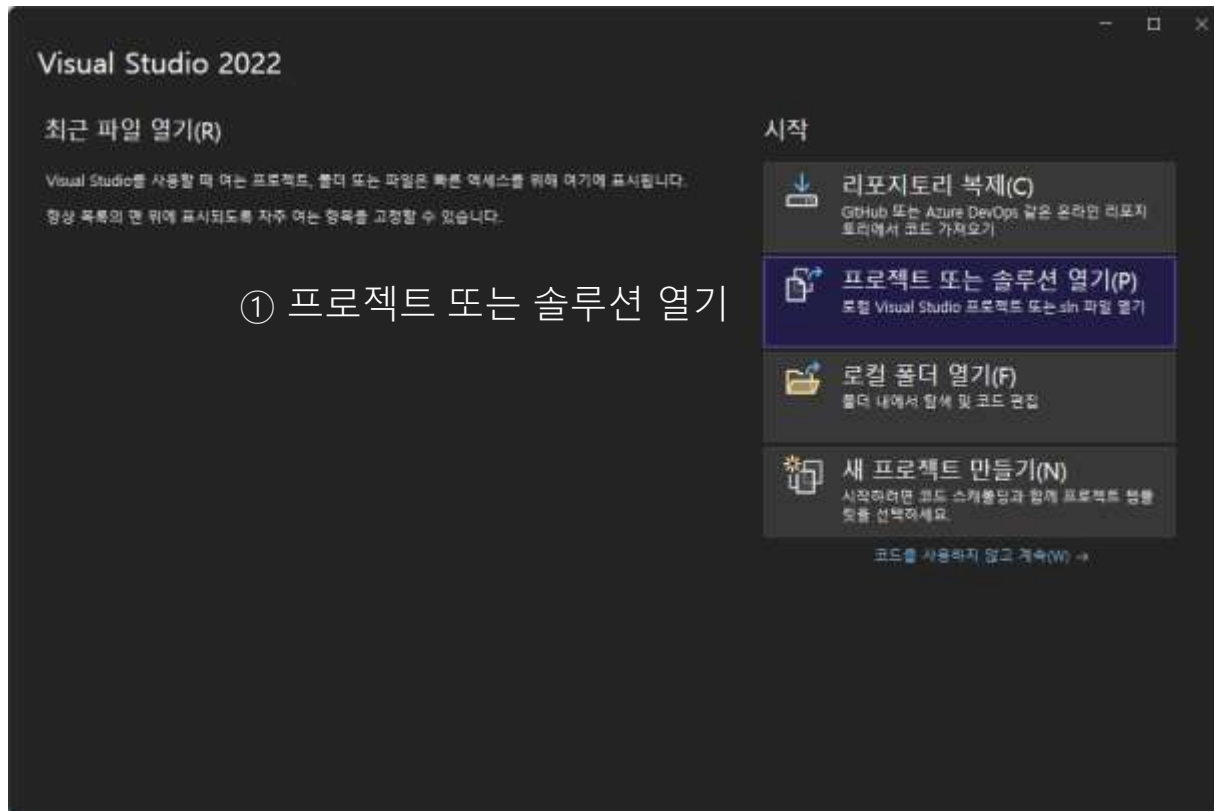 Visual Studio 2022
최근 파일 열기(R)
Visual Studio를 사용할 때 여는 프로젝트, 폴더 또는 파일은 빠른 액세스를 위해 여기에 표시됩니다.
항상 목록의 맨 위에 표시되도록 자주 여는 항목을 고정할 수 있습니다.
① 프로젝트 또는 솔루션 열기
시작
리포지토리 복제(C)
GitHub 또는 Azure DevOps 같은 온라인 리포지
토리에서 코드 가져오기
프로젝트 또는 솔루션 열기(P)
로컬 Visual Studio 프로젝트 또는 .sln 파일 열기
로컬 폴더 열기(F)
폴더 내에서 탐색 및 코드 편집
새 프로젝트 만들기(N)
시작하려면 코드 스캐폴딩과 함께 프로젝트 템플
릿을 선택하세요.
코드를 사용하지 않고 계속(W) →